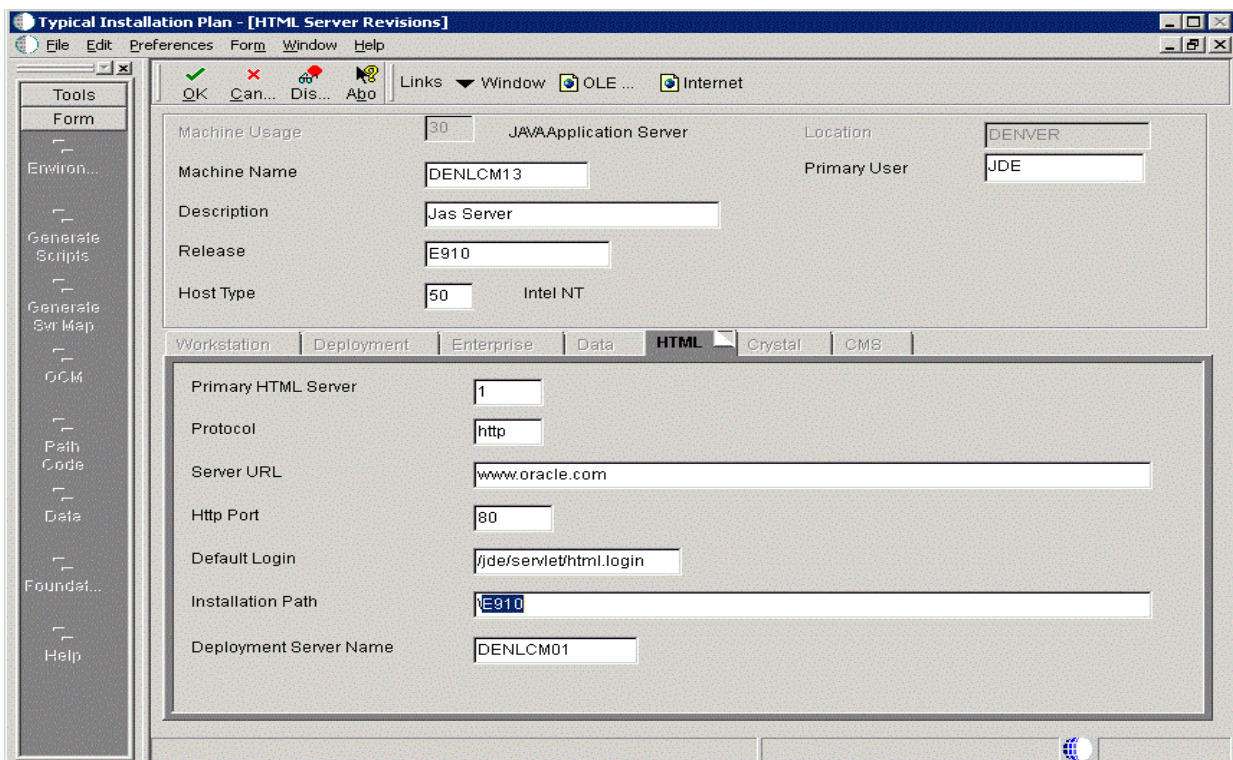 Typical Installation Plan - [HTML Server Revisions]
File Edit Preferences Form Window Help
Tools
Form
Environ...
Generate
Scripts
Generate
Svr Map
OCM
Path
Code
Data
Foundat...
Help
OK Can... Dis... Abo Links Window OLE ... Internet
Machine Usage 30 JAVA Application Server Location DENVER
Machine Name DENLCM13 Primary User JDE
Description Jas Server
Release E910
Host Type 50 Intel NT
Workstation Deployment Enterprise Data HTML Crystal CMS
Primary HTML Server 1
Protocol http
Server URL www.oracle.com
Http Port 80
Default Login /jde/servlet/html.login
Installation Path \E910
Deployment Server Name DENLCM01